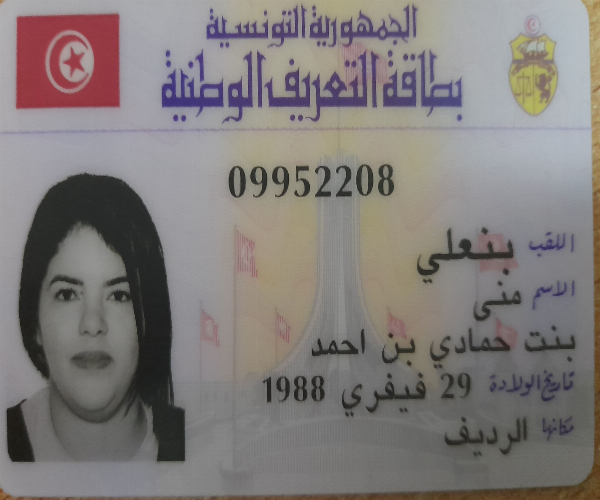 الجمهورية التونسية
بطاقة التعريف الوطنية
09952208
اللقب بنعلي
الاسم منى
بنت حمادي بن احمد
تاريخ الولادة 29 فيفري 1988
مكانها الرديف